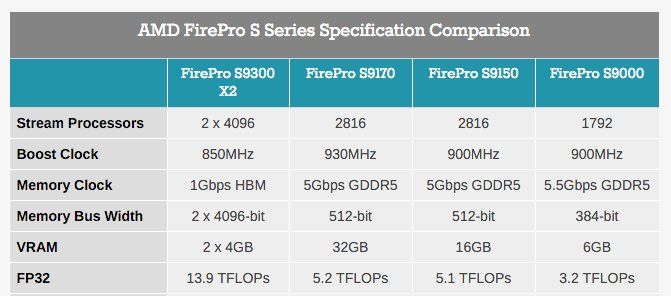 AMD FirePro S Series Specification Comparison
FirePro S9300 X2 FirePro S9170 FirePro S9150 FirePro S9000
Stream Processors 2 x 4096 2816 2816 1792
Boost Clock 850MHz 930MHz 900MHz 900MHz
Memory Clock 1Gbps HBM 5Gbps GDDR5 5Gbps GDDR5 5.5Gbps GDDR5
Memory Bus Width 2 x 4096-bit 512-bit 512-bit 384-bit
VRAM 2 x 4GB 32GB 16GB 6GB
FP32 13.9 TFLOPs 5.2 TFLOPs 5.1 TFLOPs 3.2 TFLOPs